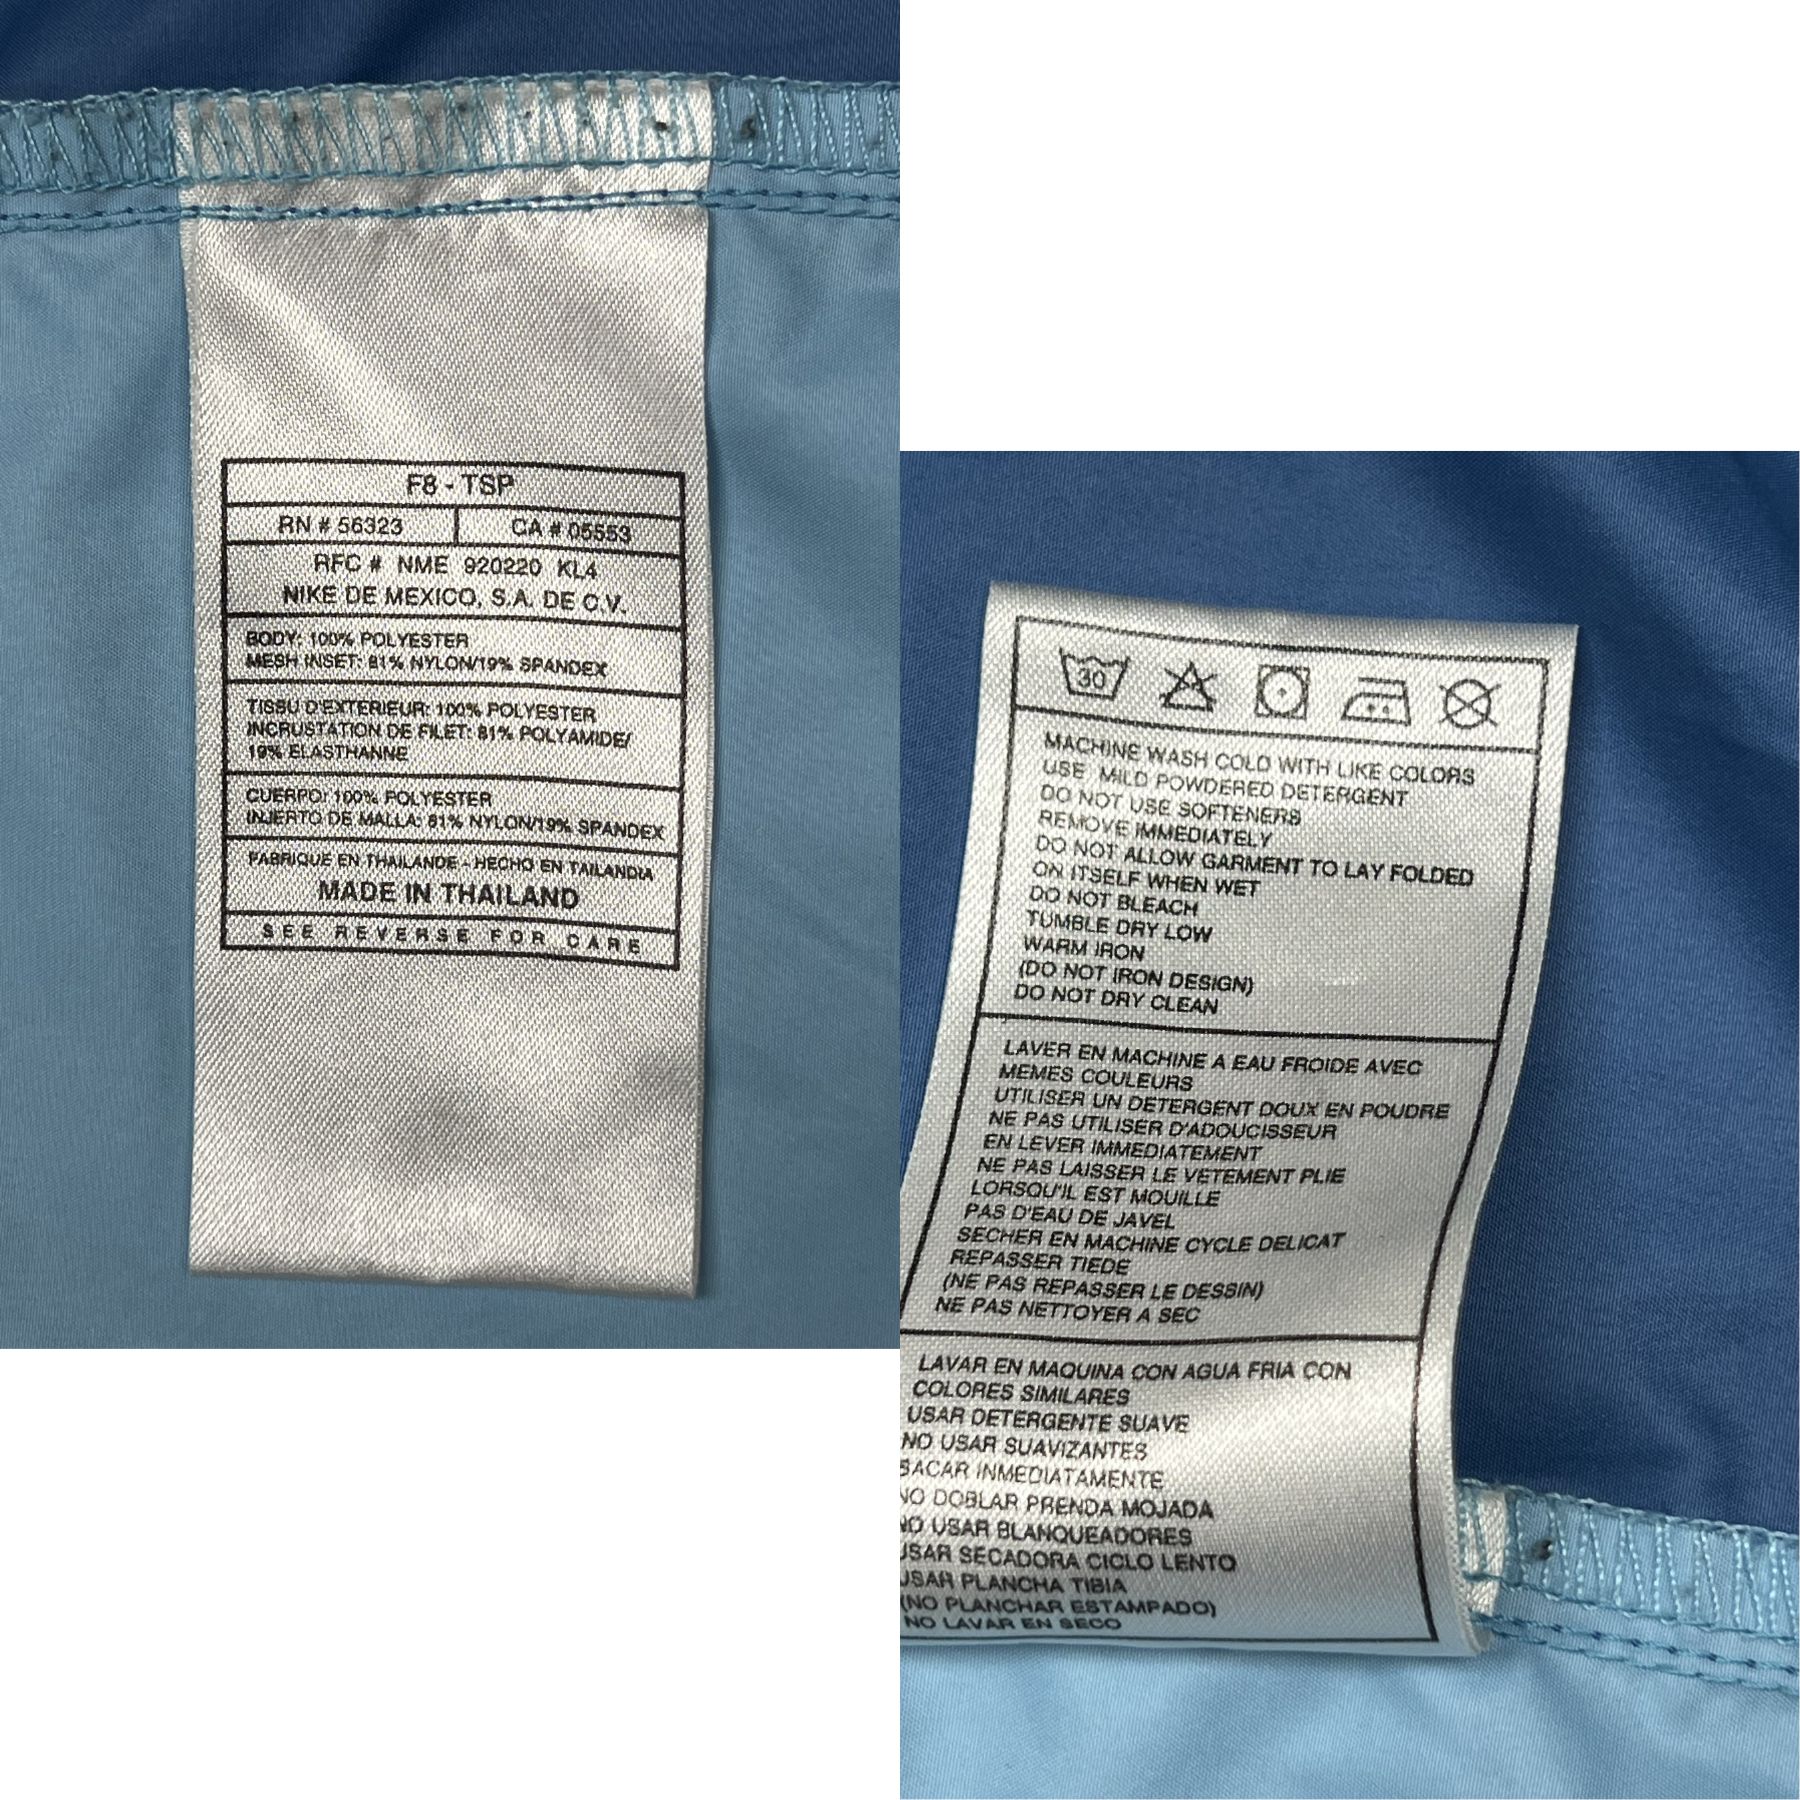 F8 - TSP
RN # 56323 CA # 05553
RFC # NME 920220 KL4
NIKE DE MEXICO, S.A. DE C.V.
BODY: 100% POLYESTER
MESH INSET: 81% NYLON/19% SPANDEX
TISSU D'EXTERIEUR: 100% POLYESTER
INCRUSTATION DE FILET: 81% POLYAMIDE/
19% ELASTHANNE
CUERPO: 100% POLYESTER
INJERTO DE MALLA: 81% NYLON/19% SPANDEX
FABRIQUE EN THAILANDE - HECHO EN TAILANDIA
MADE IN THAILAND
SEE REVERSE FOR CARE
30
MACHINE WASH COLD WITH LIKE COLORS
USE MILD POWDERED DETERGENT
DO NOT USE SOFTENERS
REMOVE IMMEDIATELY
DO NOT ALLOW GARMENT TO LAY FOLDED
ON ITSELF WHEN WET
DO NOT BLEACH
TUMBLE DRY LOW
WARM IRON
(DO NOT IRON DESIGN)
DO NOT DRY CLEAN
LAVER EN MACHINE A EAU FROIDE AVEC
MEMES COULEURS
UTILISER UN DETERGENT DOUX EN POUDRE
NE PAS UTILISER D'ADOUCISSEUR
EN LEVER IMMEDIATEMENT
NE PAS LAISSER LE VETEMENT PLIE
LORSQU'IL EST MOUILLE
PAS D'EAU DE JAVEL
SECHER EN MACHINE CYCLE DELICAT
REPASSER TIEDE
(NE PAS REPASSER LE DESSIN)
NE PAS NETTOYER A SEC
LAVAR EN MAQUINA CON AGUA FRIA CON
COLORES SIMILARES
USAR DETERGENTE SUAVE
NO USAR SUAVIZANTES
SACAR INMEDIATAMENTE
NO DOBLAR PRENDA MOJADA
NO USAR BLANQUEADORES
USAR SECADORA CICLO LENTO
USAR PLANCHA TIBIA
(NO PLANCHAR ESTAMPADO)
NO LAVAR EN SECO